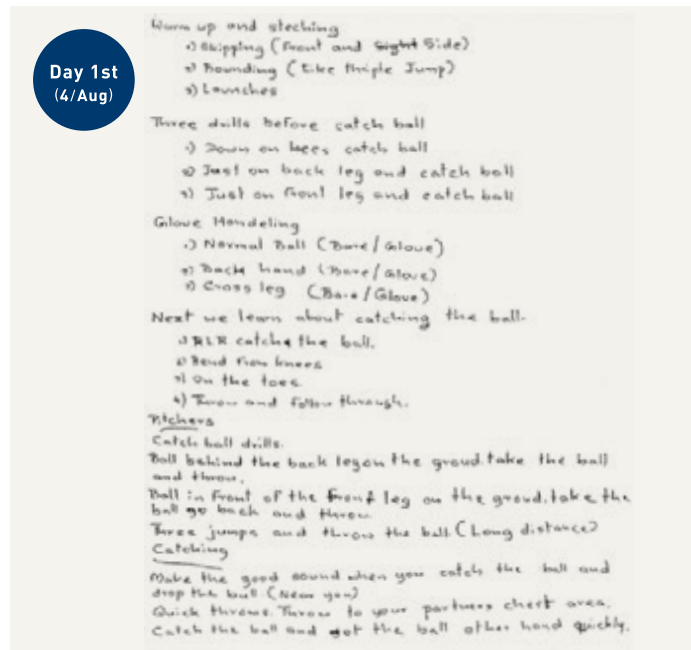 Day 1st
(4/Aug)
Warm up and steching
1) Skipping (Front and Side)
2) Bounding (Like thiple Jump)
3) Launches
Three drills before catch ball
1) Down on kees catch ball
2) Just on back leg and catch ball
3) Just on front leg and catch ball
Glove Handeling
1) Normal Ball (Bare/Glove)
2) Back hand (Bare/Glove)
3) Cross leg (Bare/Glove)
Next we learn about catching the ball.
1) RLR catche the ball.
2) Bend from knees
3) On the toes
4) Throw and follow through.
Pitchers
Catch ball drills.
Ball behind the back leg on the groud. take the ball
and throw.
Ball in front of the front leg on the groud. take the
ball go back and throw
Three jumps and throw the ball (Long distance)
Catching
Make the good sound when you catch the ball and
drop the ball (Near you)
Quick throws. Throw to your partners chest area.
Catch the ball and got the ball other hand quickly.